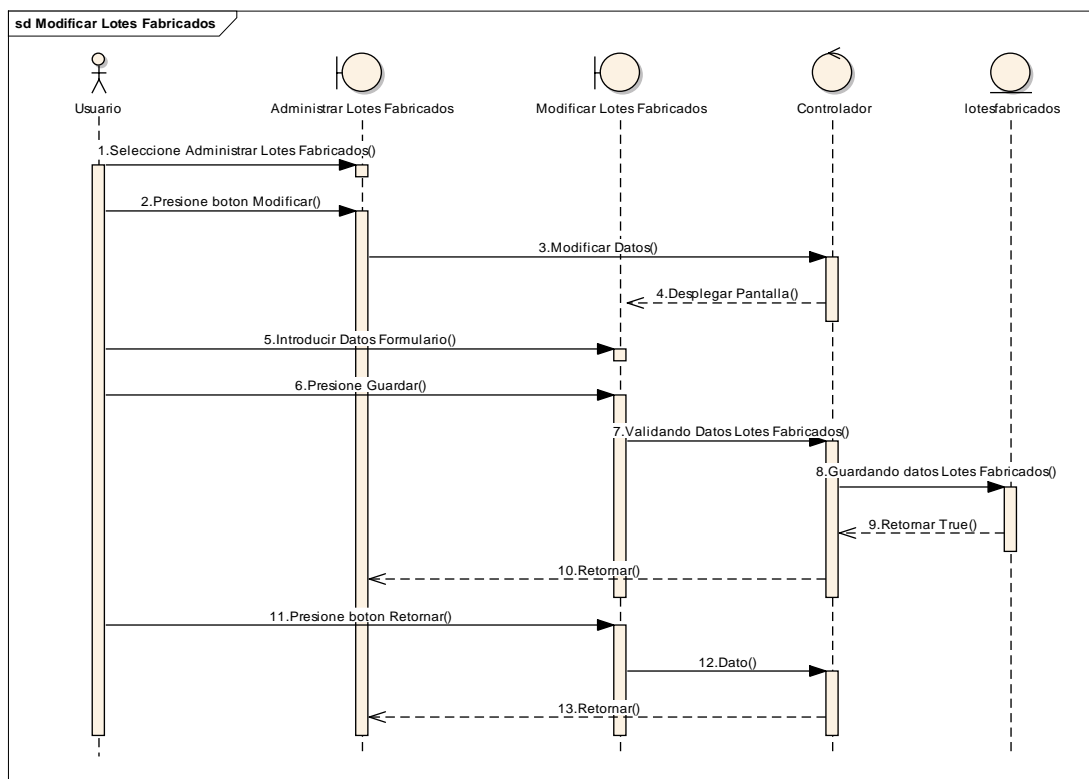 sd Modificar Lotes Fabricados
Usuario
Administrar Lotes Fabricados
Modificar Lotes Fabricados
Controlador
lotesfabricados
1.Seleccione Administrar Lotes Fabricados()
2.Presione boton Modificar()
3.Modificar Datos()
4.Desplegar Pantalla()
5.Introducir Datos Formulario()
6.Presione Guardar()
7.Validando Datos Lotes Fabricados()
8.Guardando datos Lotes Fabricados()
9.Retornar True()
10.Retornar()
11.Presione boton Retornar()
12.Dato()
13.Retornar()